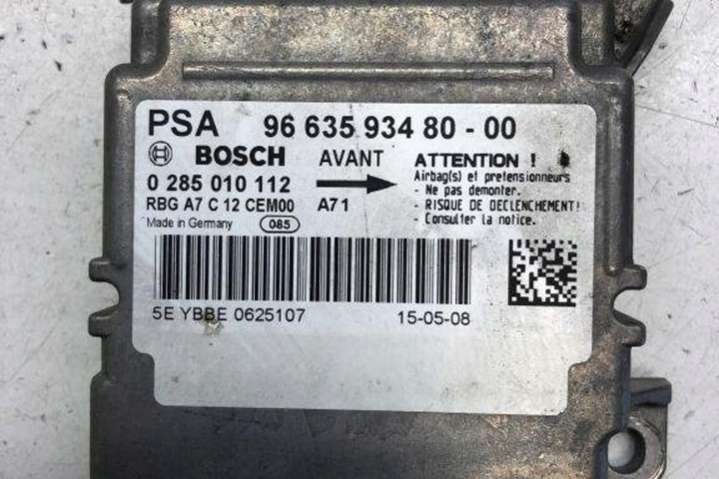 PSA 96 635 934 80 - 00
BOSCH AVANT
0 285 010 112
RBG A7 C 12 CEM00 A71
Made in Germany 085
ATTENTION !
Airbag(s) et pretensionneurs
- Ne pas demonter.
- RISQUE DE DECLENCHEMENT!
- Consulter la notice.
5E YBBE 0625107 15-05-08